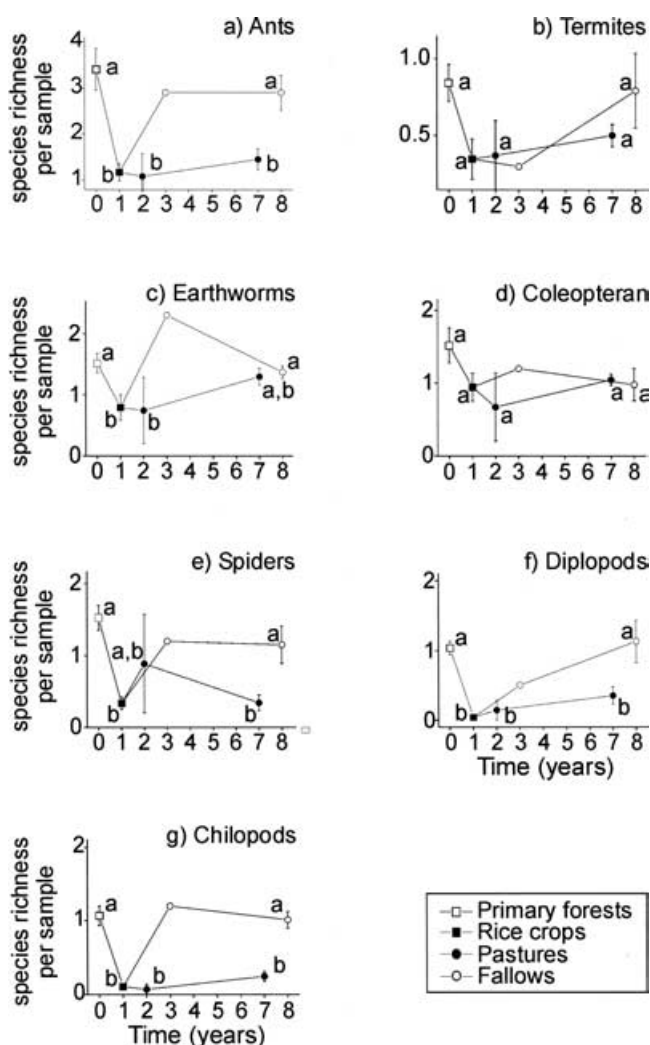 a) Ants
species richness
per sample
4
3
2
1
a
b
b
a
b
0 1 2 3 4 5 6 7 8
b) Termites
1.0
0.5
a
a
a
a
a
0 1 2 3 4 5 6 7 8
c) Earthworms
species richness
per sample
2
1
0
a
b
b
a
a,b
0 1 2 3 4 5 6 7 8
d) Coleopteran
2
1
0
a
a
a
a
a
0 1 2 3 4 5 6 7 8
e) Spiders
species richness
per sample
2
1
0
a
a,b
b
a
b
0 1 2 3 4 5 6 7 8
f) Diplopods
2
1
0
a
b
b
a
b
0 1 2 3 4 5 6 7 8
Time (years)
g) Chilopods
species richness
per sample
2
1
0
a
b
b
b
a
0 1 2 3 4 5 6 7 8
Time (years)
Primary forests
Rice crops
Pastures
Fallows